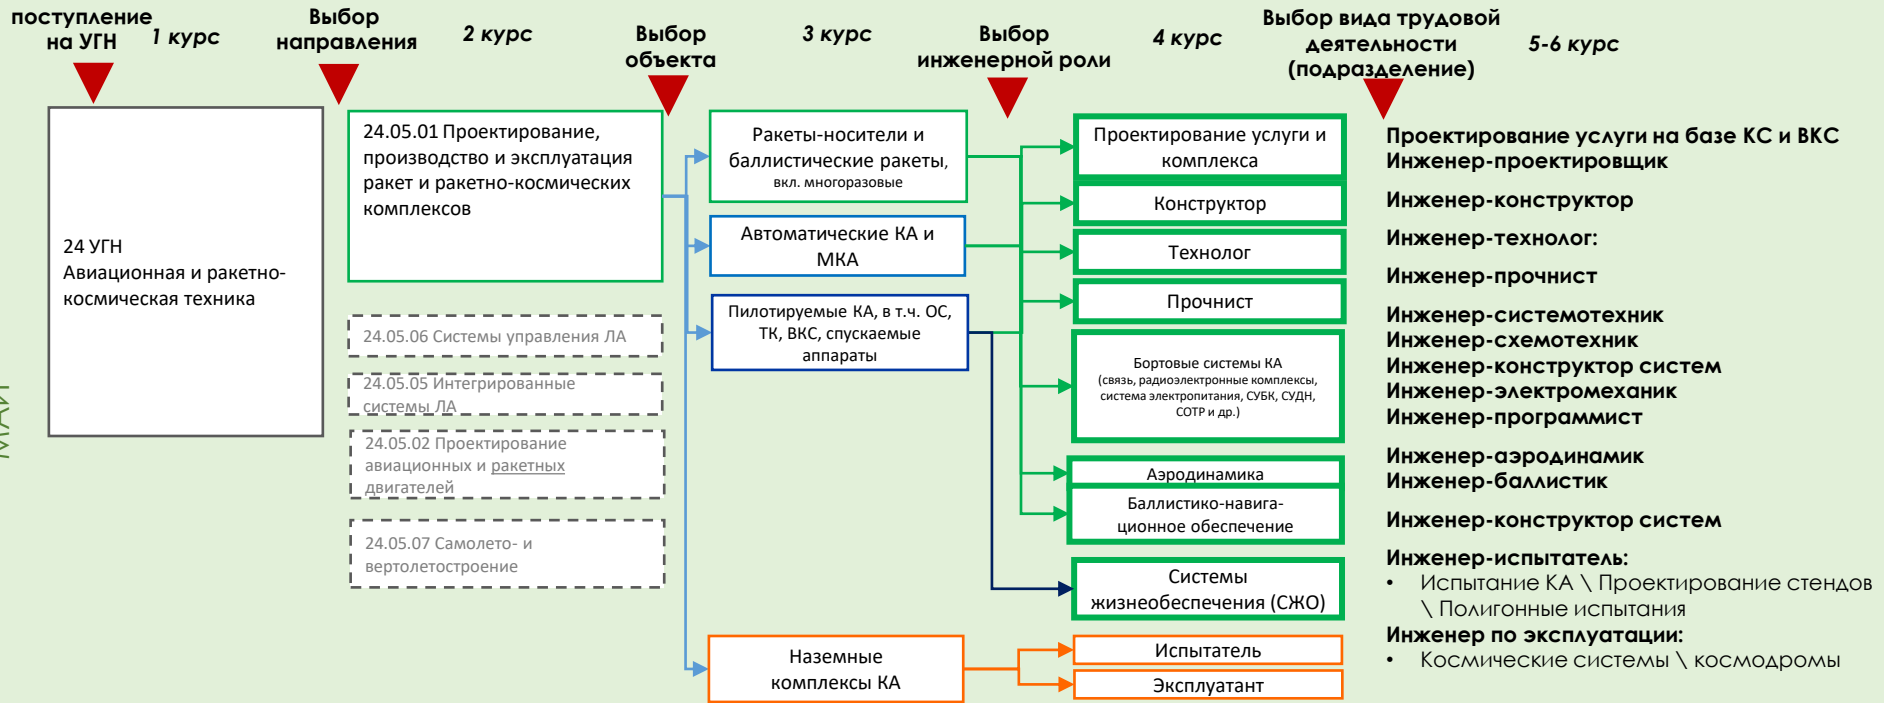 поступление
на УГН
1 курс
Выбор
направления
2 курс
Выбор
объекта
3 курс
Выбор
инженерной роли
4 курс
Выбор вида трудовой
деятельности
(подразделение)
5-6 курс
МАИ
24 УГН
Авиационная и ракетно-
космическая техника
24.05.01 Проектирование,
производство и эксплуатация
ракет и ракетно-космических
комплексов
24.05.06 Системы управления ЛА
24.05.05 Интегрированные
системы ЛА
24.05.02 Проектирование
авиационных и ракетных
двигателей
24.05.07 Самолето- и
вертолетостроение
Ракеты-носители и
баллистические ракеты,
вкл. многоразовые
Автоматические КА и
МКА
Пилотируемые КА, в т.ч. ОС,
ТК, ВКС, спускаемые
аппараты
Наземные
комплексы КА
Проектирование услуги и
комплекса
Конструктор
Технолог
Прочнист
Бортовые системы КА
(связь, радиоэлектронные комплексы,
система электропитания, СУБК, СУДН,
СОТР и др.)
Аэродинамика
Баллистико-навига-
ционное обеспечение
Системы
жизнеобеспечения (СЖО)
Испытатель
Эксплуатант
Проектирование услуги на базе КС и ВКС
Инженер-проектировщик
Инженер-конструктор
Инженер-технолог:
Инженер-прочнист
Инженер-системотехник
Инженер-схемотехник
Инженер-конструктор систем
Инженер-электромеханик
Инженер-программист
Инженер-аэродинамик
Инженер-баллистик
Инженер-конструктор систем
Инженер-испытатель:
• Испытание КА \ Проектирование стендов
\ Полигонные испытания
Инженер по эксплуатации:
• Космические системы \ космодромы